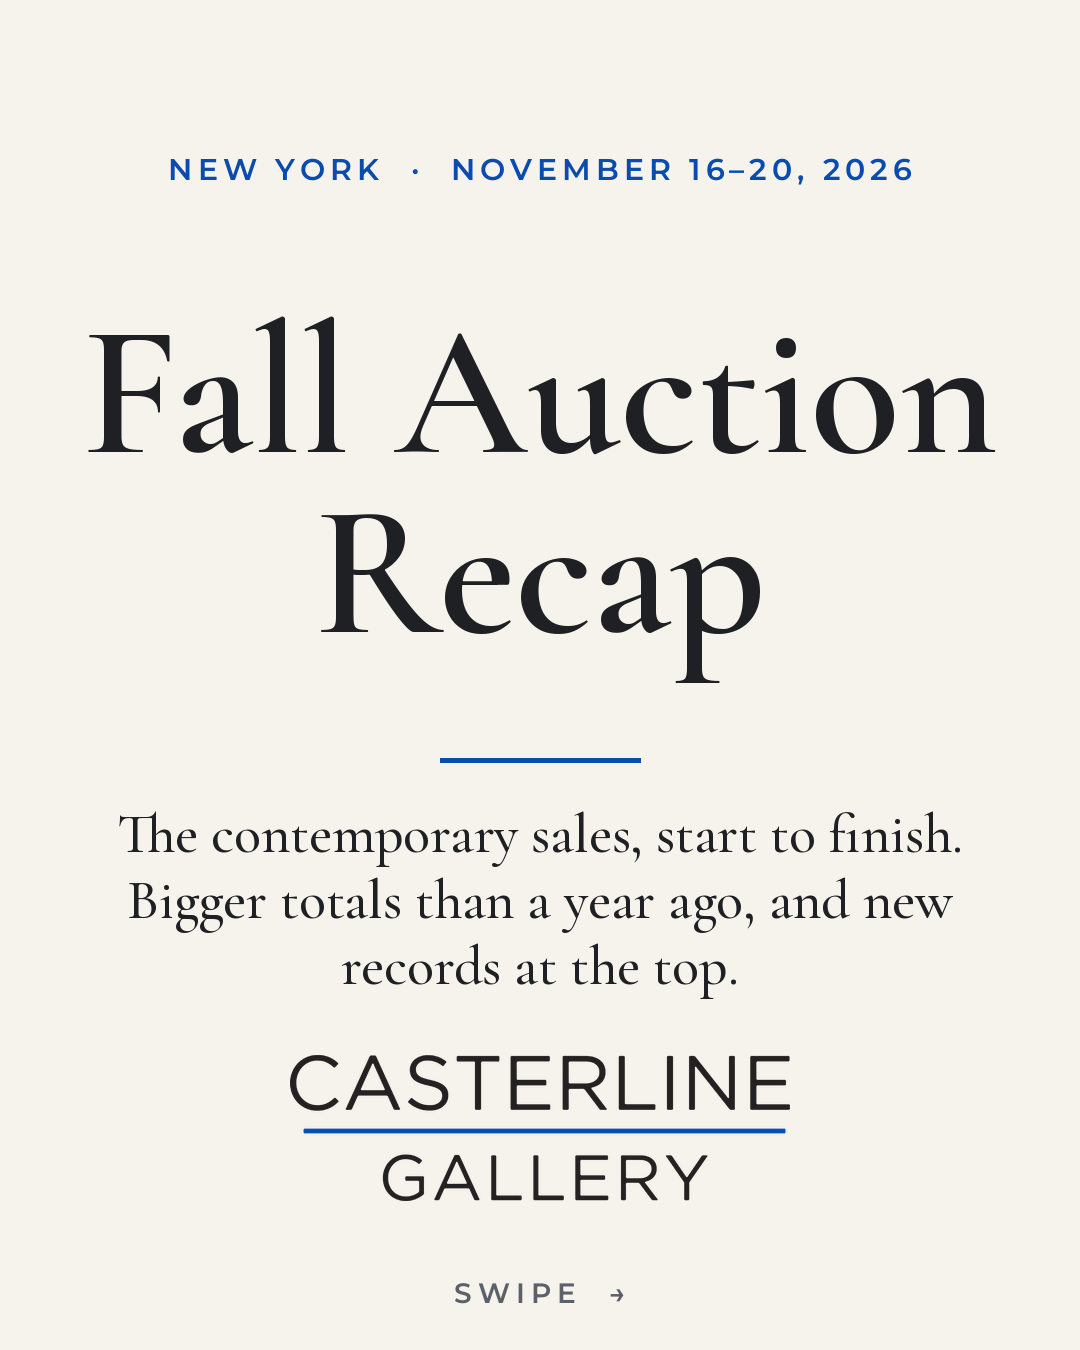 NEW YORK · NOVEMBER 16–20, 2026
Fall Auction
Recap
The contemporary sales, start to finish.
Bigger totals than a year ago, and new
records at the top.
CASTERLINE
GALLERY
SWIPE →